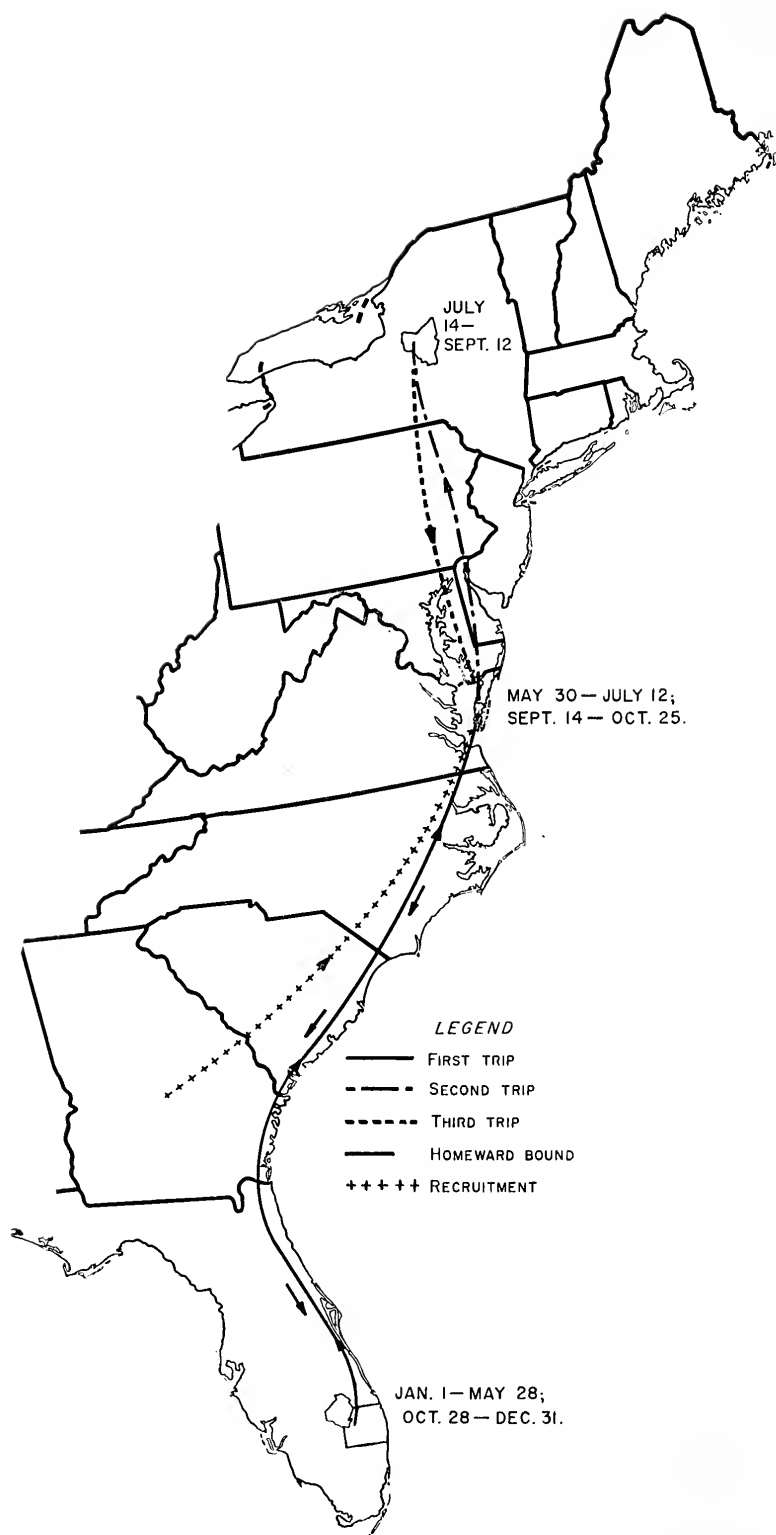 JULY
14—
SEPT. 12
MAY 30 — JULY 12;
SEPT. 14 — OCT. 25.
LEGEND
FIRST TRIP
SECOND TRIP
THIRD TRIP
HOMEWARD BOUND
RECRUITMENT
JAN. 1 — MAY 28;
OCT. 28 — DEC. 31.